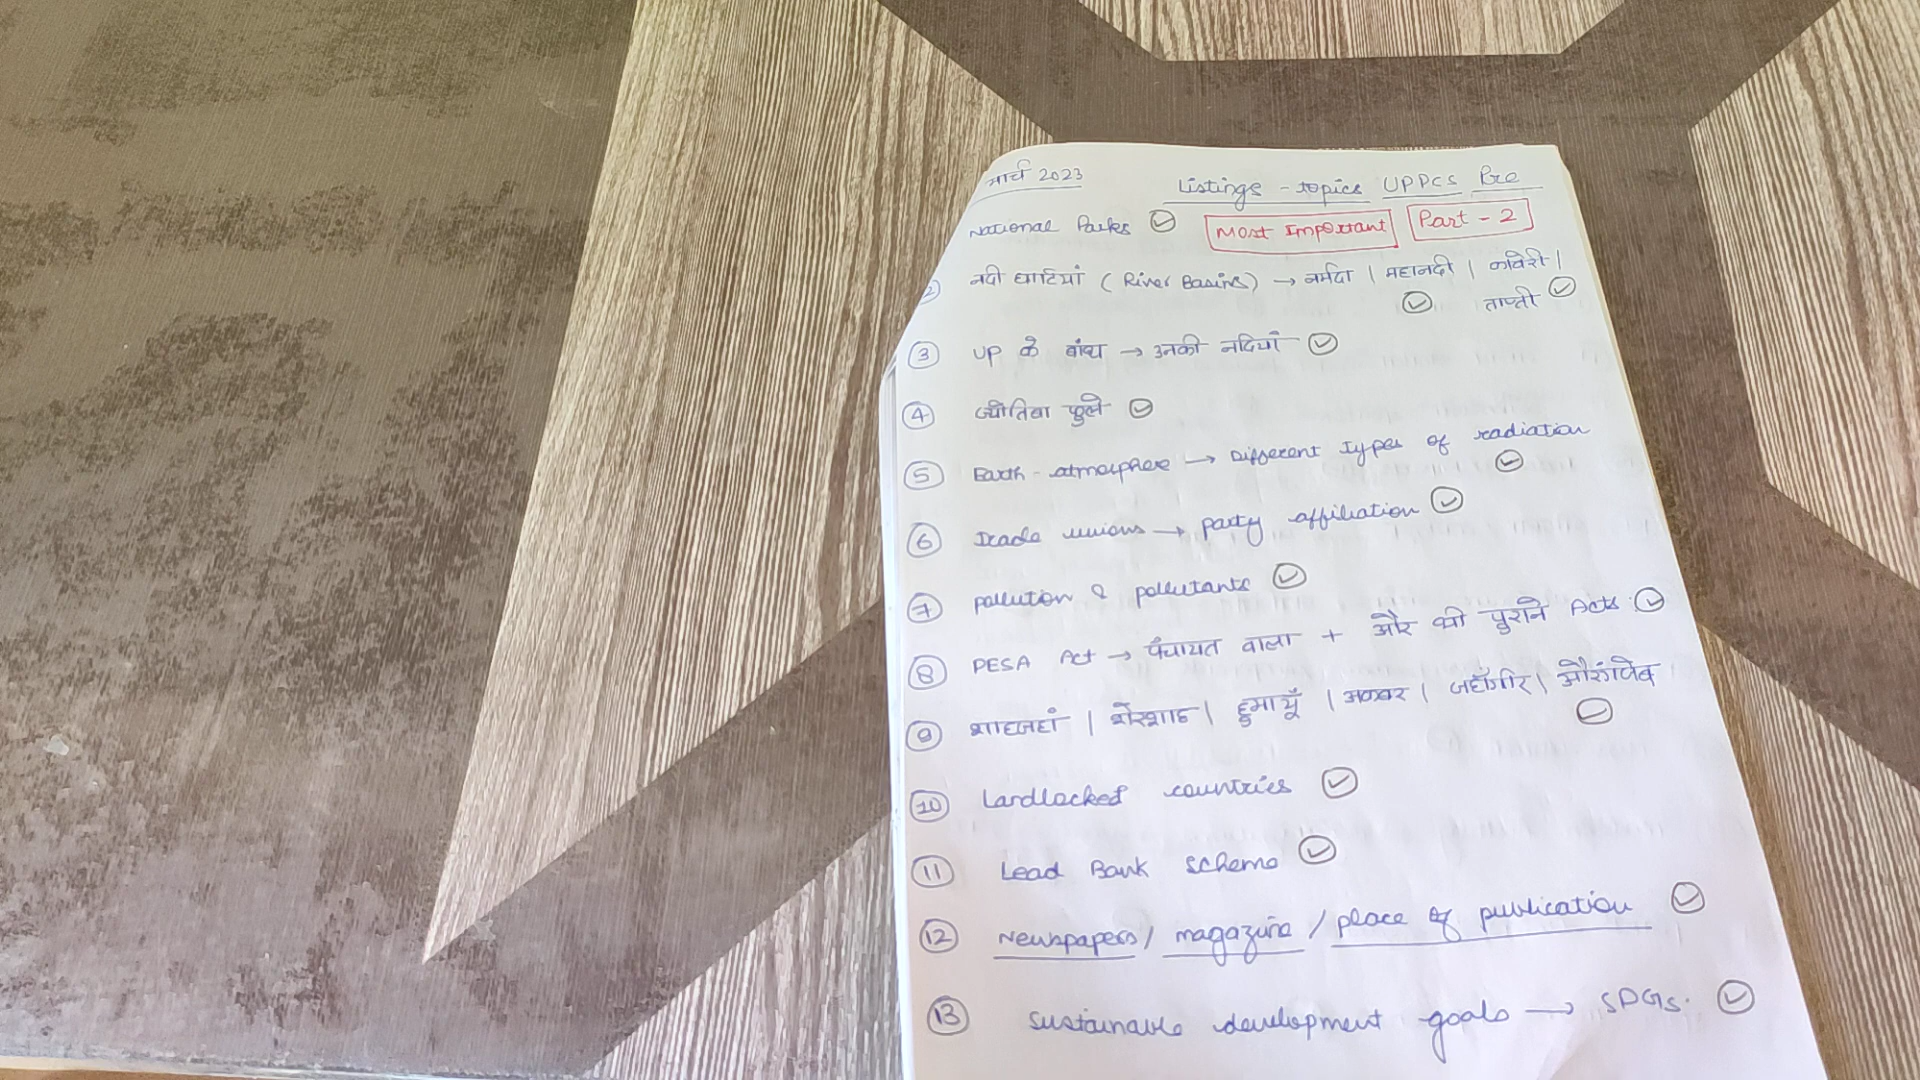 मार्च 2023
Listings - topics UPPCS Pre
National Parks Most Important Part - 2
2 नदी घाटियां (River Basins) → नर्मदा | महानदी | कावेरी |
ताप्ती
3 UP के बांध → उनकी नदियां
4 ज्योतिबा फुले
5 Earth - atmosphere → Different types of radiation
6 Trade unions → party affiliation
7 pollution & pollutants
8 PESA Act → पंचायत वाला + और भी पुराने Acts.
9 शाहजहां | शेरशाह | हुमायूँ | अकबर | जहाँगीर | औरंगजेब
10 Landlocked countries
11 Lead Bank Scheme
12 Newspapers / magazine / place of publication
13 Sustainable development goals → SDGs.